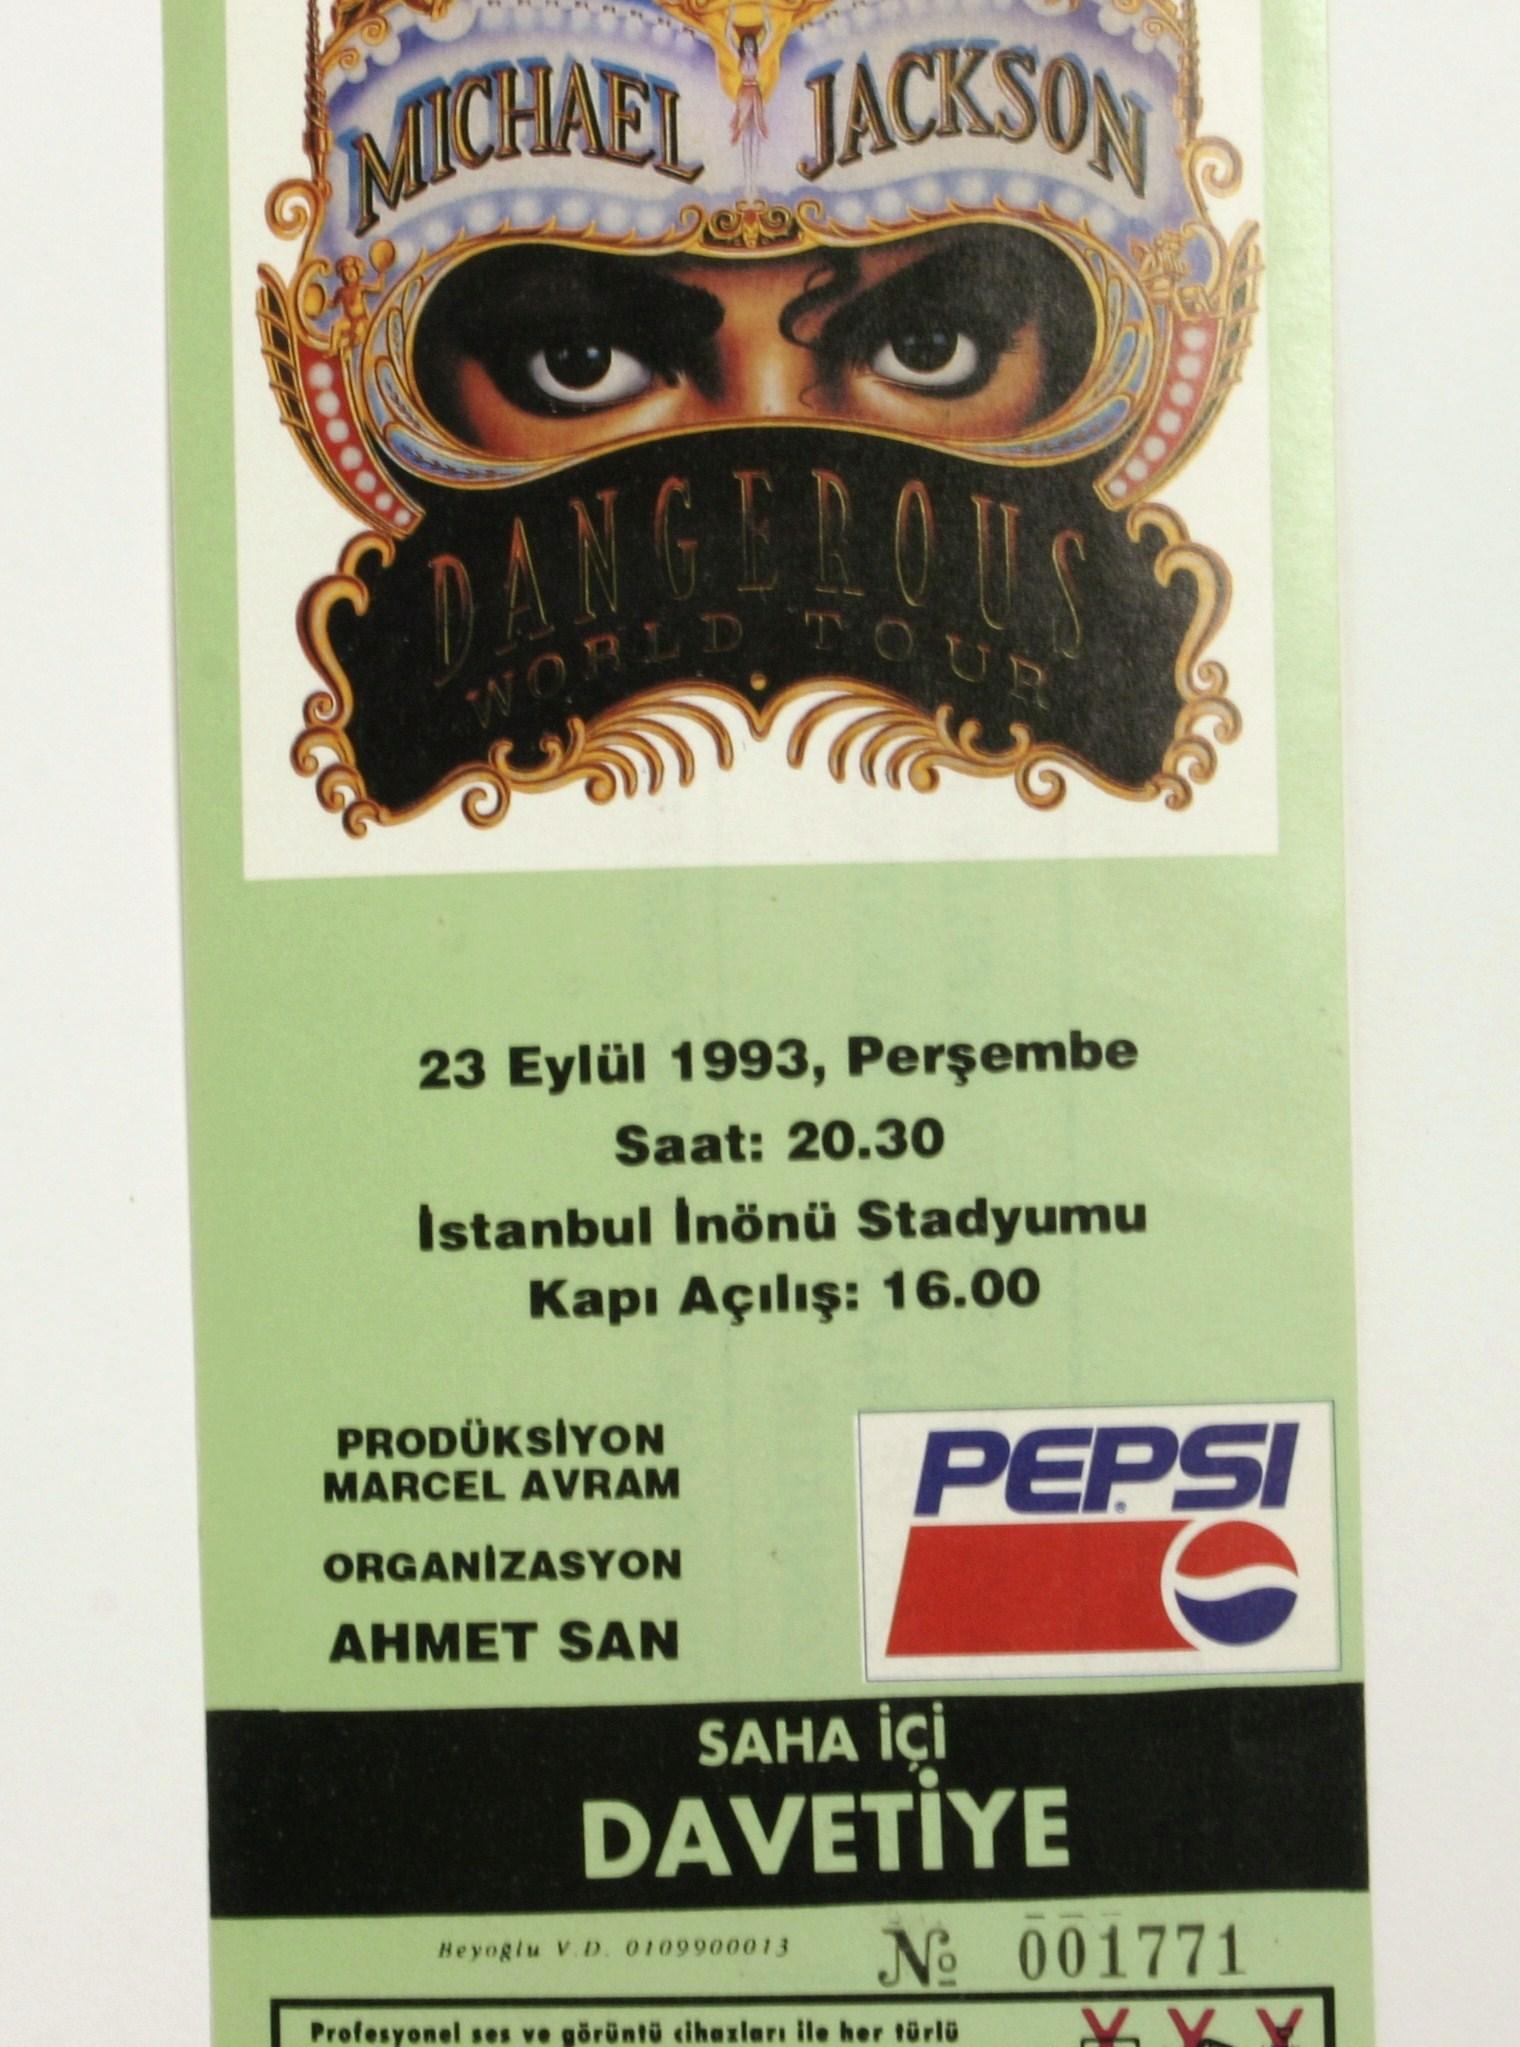 MICHAEL JACKSON
DANGEROUS
WORLD TOUR
23 Eylül 1993, Perşembe
Saat: 20.30
İstanbul İnönü Stadyumu
Kapı Açılış: 16.00
PRODÜKSİYON
MARCEL AVRAM
ORGANİZASYON
AHMET SAN
PEPSI
SAHA İÇİ
DAVETİYE
Beyoğlu V.D. 0109900013
No 001771
Profesyonel ses ve görüntü cihazları ile her türlü